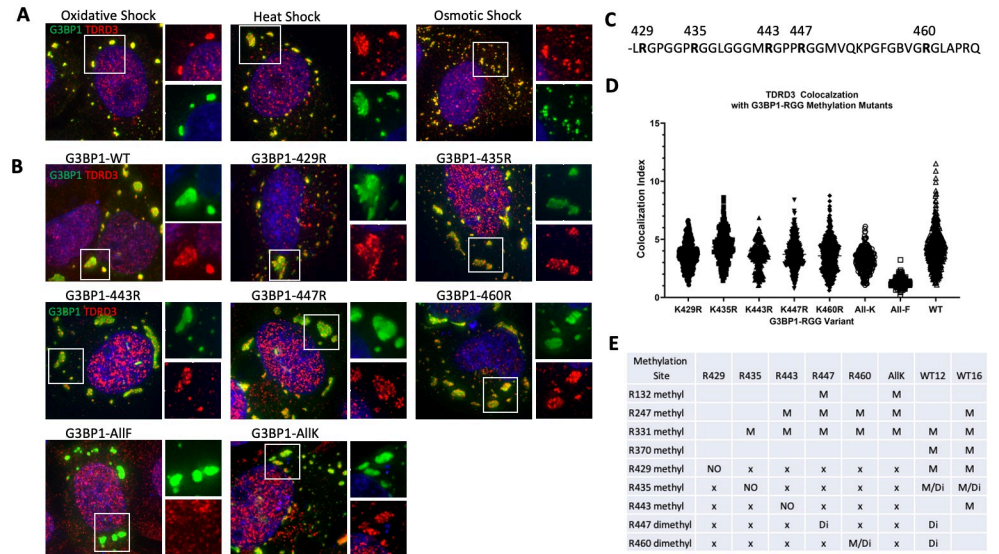 A
Oxidative Shock
G3BP1 TDRD3
Heat Shock
Osmotic Shock
B
G3BP1-WT
G3BP1 TDRD3
G3BP1-429R
G3BP1-435R
G3BP1-443R
G3BP1 TDRD3
G3BP1-447R
G3BP1-460R
G3BP1-AllF
G3BP1-AllK
C
429 435 443 447 460
-LRGPGGPRGGLGGGMRGPPRGGMVQKPGFGBVGRGLAPRQ
D
TDRD3 Colocalzation
with G3BP1-RGG Methylation Mutants
Colocalization Index
15
10
5
0
K429R K435R K443R K447R K460R All-K All-F WT
G3BP1-RGG Variant
E
Methylation Site R429 R435 R443 R447 R460 AllK WT12 WT16
R132 methyl M M
R247 methyl M M M M M
R331 methyl M M M M M M M
R370 methyl M M
R429 methyl NO x x x x x M M
R435 methyl x NO x x x x M/Di M/Di
R443 methyl x x NO x x x M
R447 dimethyl x x x Di x x Di
R460 dimethyl x x x x M/Di x Di